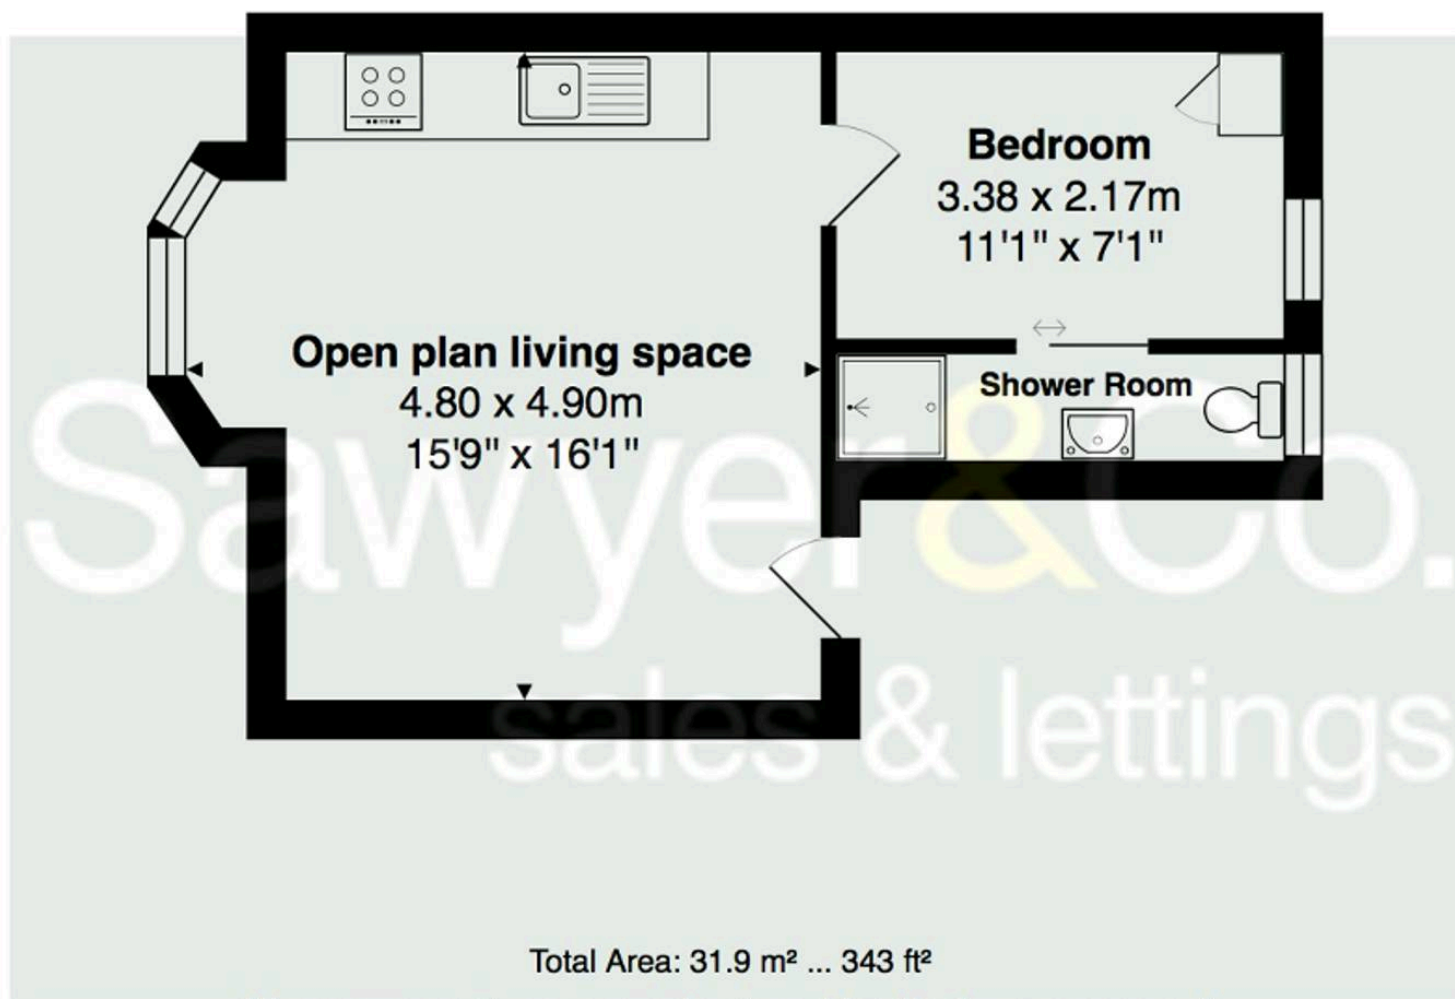 Bedroom
3.38 x 2.17m
11'1" x 7'1"
Open plan living space
4.80 x 4.90m
15'9" x 16'1"
Shower Room
Sawyer&Co.
sales & lettings
Total Area: 31.9 m² ... 343 ft²